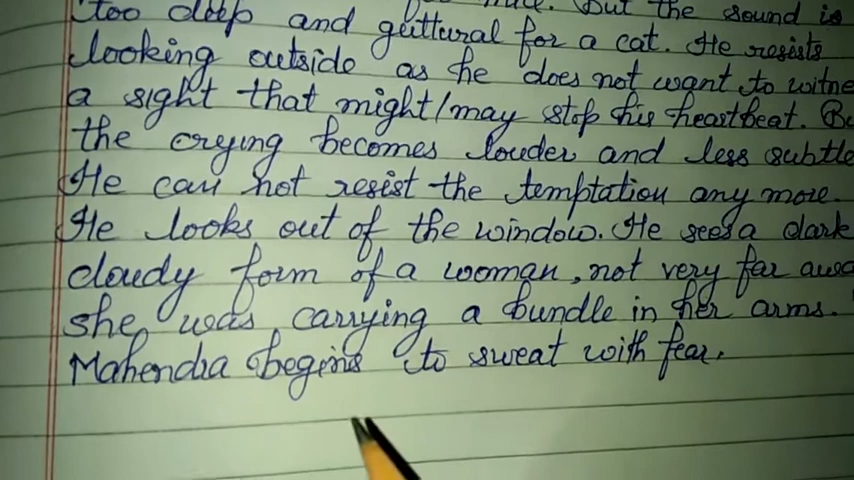 too deep and guttural for a cat. He resists
looking outside as he does not want to witne
a sight that might/may stop his heartbeat. Bu
the crying becomes louder and less subtle
He can not resist the temptation any more.
He looks out of the window. He sees a dark
cloudy form of a woman, not very far awa
she was carrying a bundle in her arms.
Mahendra begins to sweat with fear.